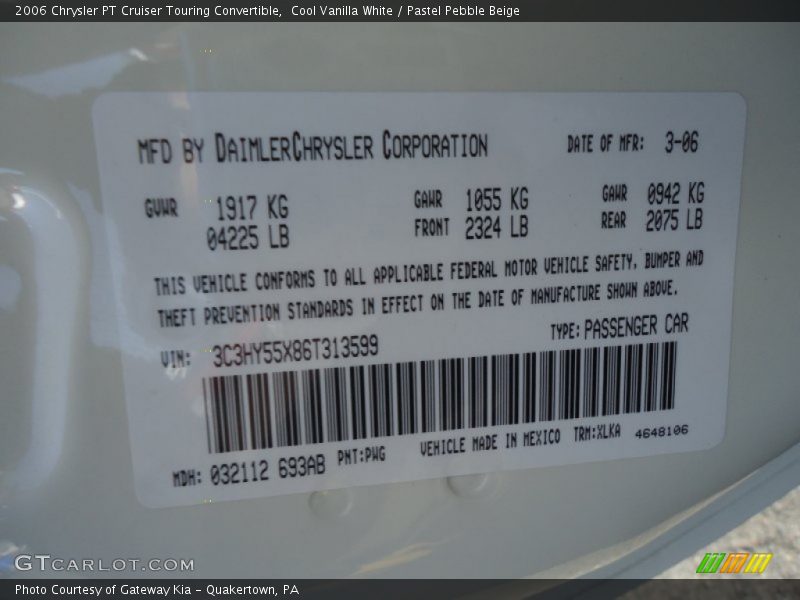 2006 Chrysler PT Cruiser Touring Convertible,  Cool Vanilla White / Pastel Pebble Beige
MFD BY DAIMLERCHRYSLER CORPORATION DATE OF MFR: 3-06
GVWR 1917 KG GAWR 1055 KG GAWR 0942 KG
04225 LB FRONT 2324 LB REAR 2075 LB
THIS VEHICLE CONFORMS TO ALL APPLICABLE FEDERAL MOTOR VEHICLE SAFETY, BUMPER AND
THEFT PREVENTION STANDARDS IN EFFECT ON THE DATE OF MANUFACTURE SHOWN ABOVE.
VIN: 3C3HY55X86T313599 TYPE: PASSENGER CAR
MDH: 032112 693AB PNT:PWG VEHICLE MADE IN MEXICO TRM:XLKA 4648106
GTCARLOT.COM
Photo Courtesy of Gateway Kia - Quakertown, PA